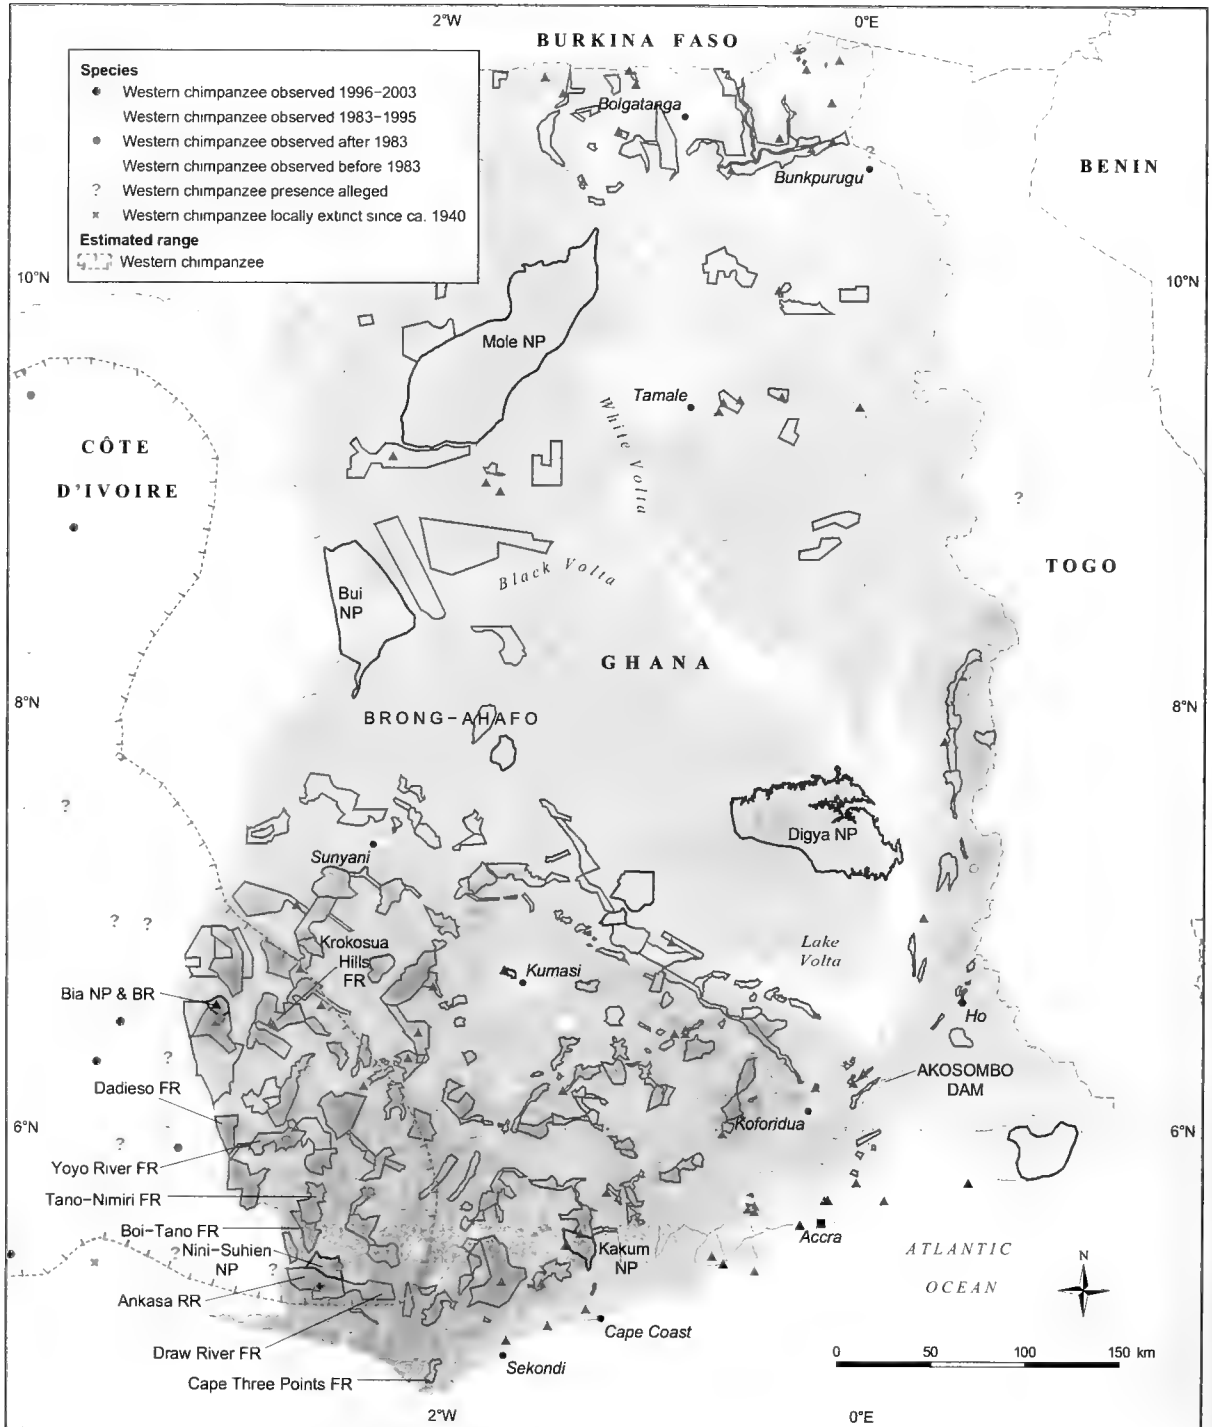 2°W
0°E
BURKINA FASO
Species
Western chimpanzee observed 1996–2003
Western chimpanzee observed 1983–1995
Western chimpanzee observed after 1983
Western chimpanzee observed before 1983
? Western chimpanzee presence alleged
Western chimpanzee locally extinct since ca. 1940
Estimated range
Western chimpanzee
Bolgatanga
?
Bunkpurugu
BENIN
10°N
10°N
Mole NP
Tamale
White Volta
CÔTE
D'IVOIRE
?
Black Volta
TOGO
Bui
NP
GHANA
8°N
BRONG–AHAFO
8°N
?
Digya NP
Sunyani
? ?
Krokosua
Hills
FR
Lake
Volta
Kumasi
Bia NP & BR
Ho
?
Dadieso FR
AKOSOMBO
DAM
Koforidua
6°N
?
6°N
Yoyo River FR
Tano–Nimiri FR
Boi–Tano FR
Accra
Nini–Suhien
NP
?
?
Kakum
NP
ATLANTIC
OCEAN
N
Ankasa RR
Cape Coast
Draw River FR
Sekondi
0 50 100 150 km
Cape Three Points FR
2°W
0°E